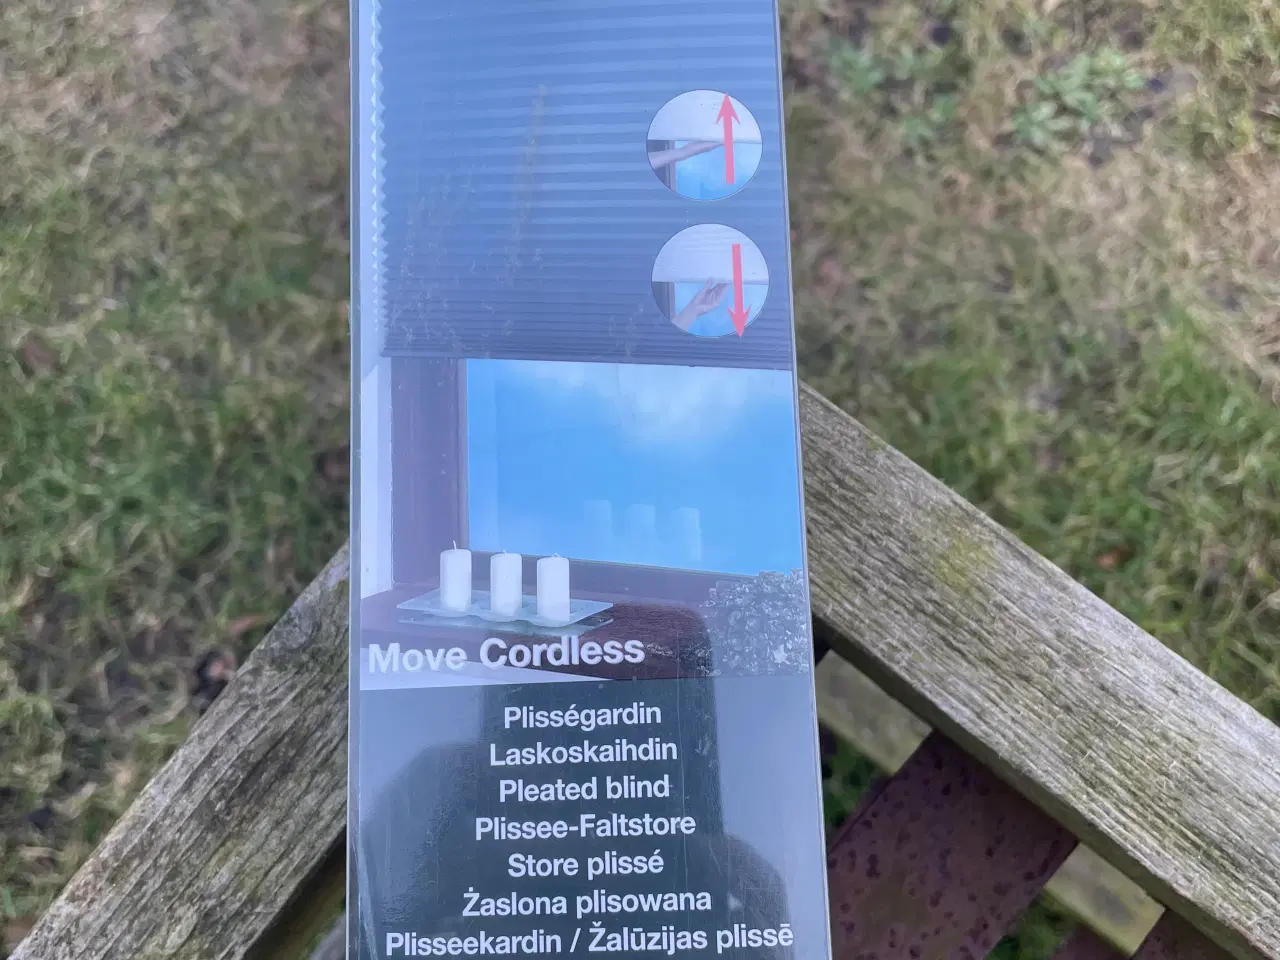 Move Cordless
Plisségardin
Laskoskaihdin
Pleated blind
Plissee-Faltstore
Store plissé
Żaslona plisowana
Plisseekardin / Žalūzijas plissē